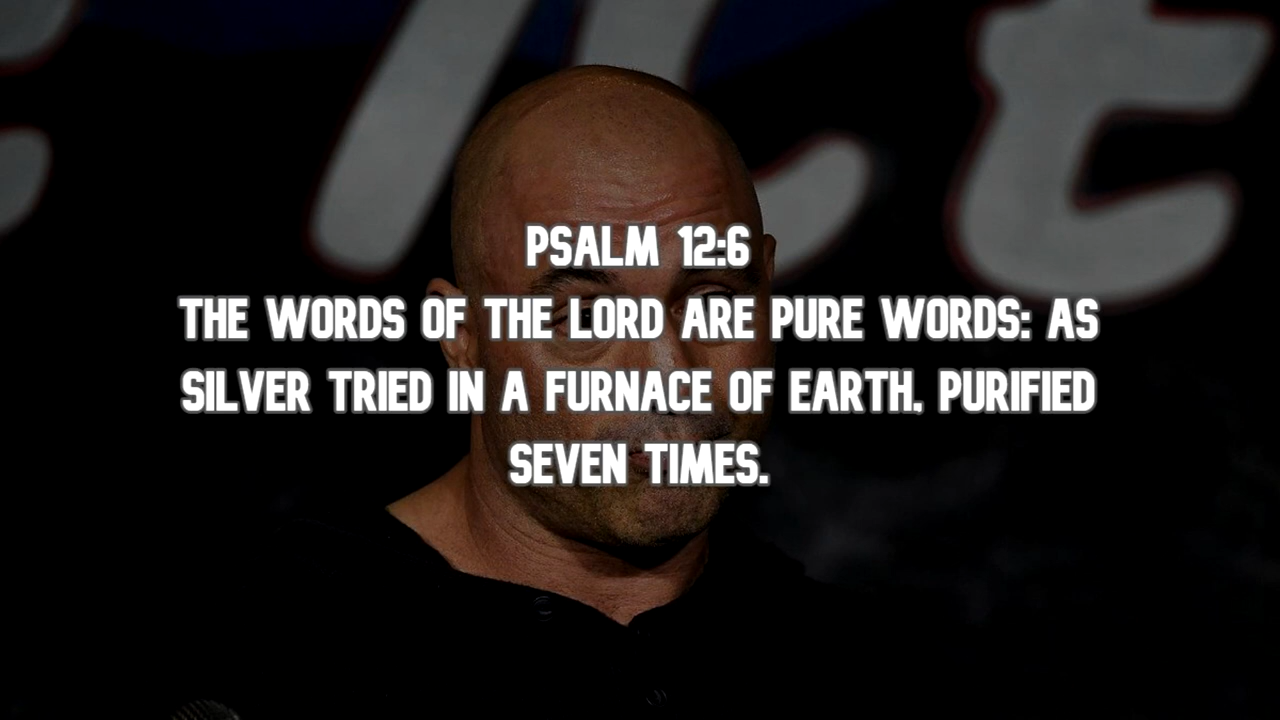 PSALM 12:6
THE WORDS OF THE LORD ARE PURE WORDS: AS
SILVER TRIED IN A FURNACE OF EARTH, PURIFIED
SEVEN TIMES.